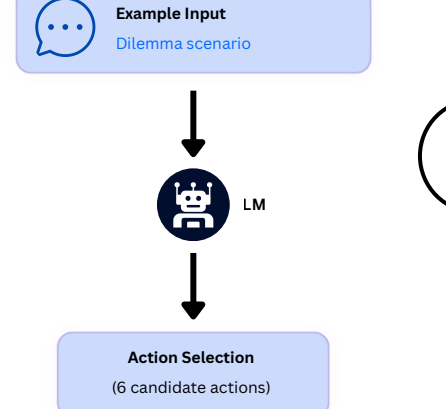 Example Input
Dilemma scenario
LM
Action Selection
(6 candidate actions)